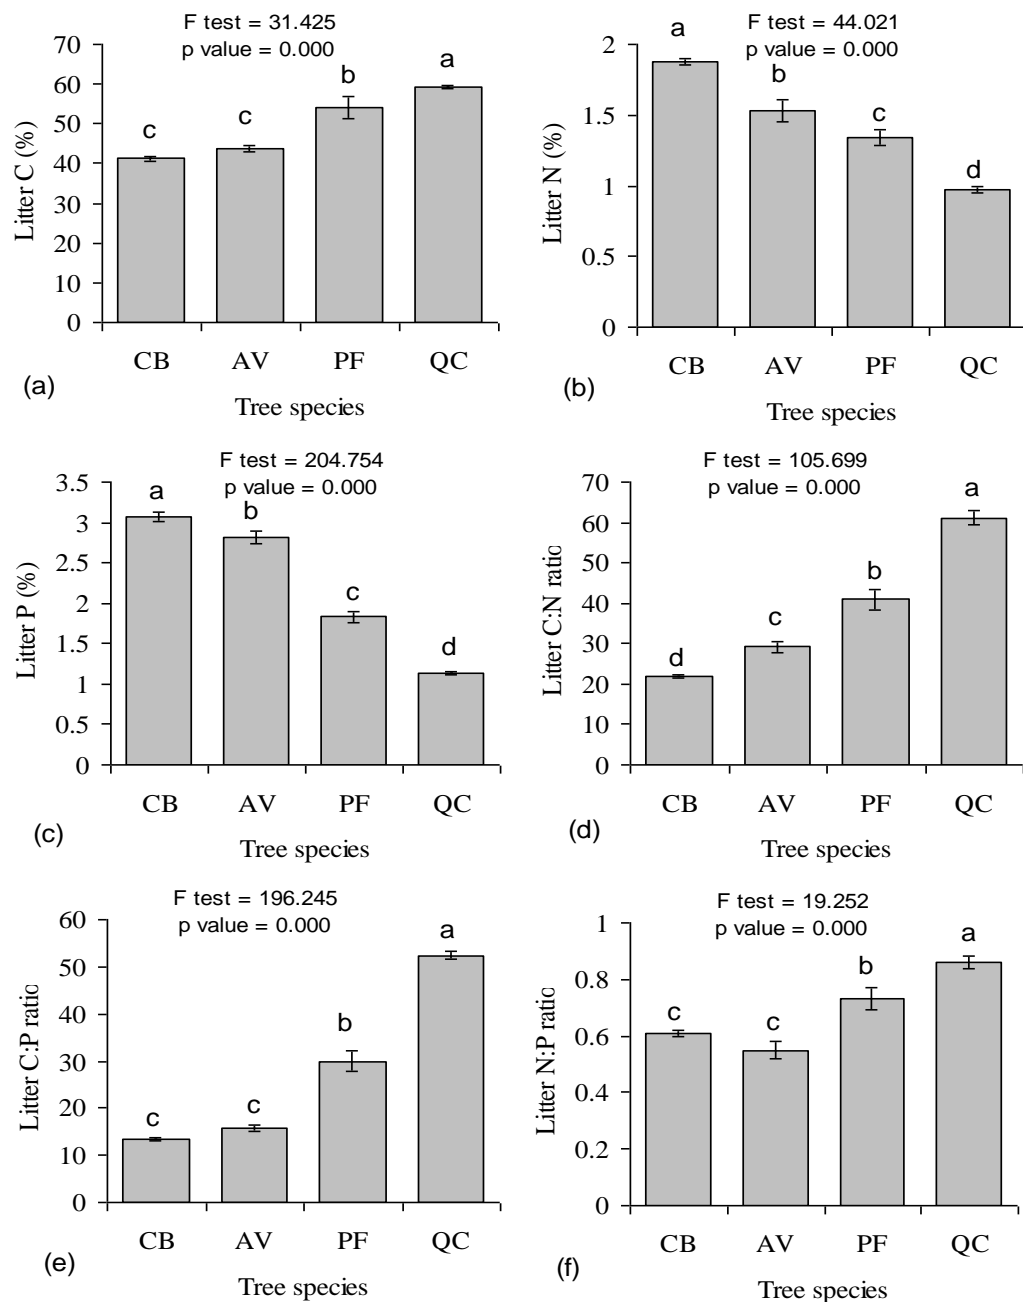 F test = 31.425
p value = 0.000
70
60
50
40
30
20
10
0
Litter C (%)
c
c
b
a
CB AV PF QC
(a)
Tree species
F test = 44.021
p value = 0.000
2
1.5
1
0.5
0
Litter N (%)
a
b
c
d
CB AV PF QC
(b)
Tree species
F test = 204.754
p value = 0.000
3.5
3
2.5
2
1.5
1
0.5
0
Litter P (%)
a
b
c
d
CB AV PF QC
(c)
Tree species
F test = 105.699
p value = 0.000
70
60
50
40
30
20
10
0
Litter C:N ratio
d
c
b
a
CB AV PF QC
(d)
Tree species
F test = 196.245
p value = 0.000
60
50
40
30
20
10
0
Litter C:P ratio
c
c
b
a
CB AV PF QC
(e)
Tree species
F test = 19.252
p value = 0.000
1
0.8
0.6
0.4
0.2
0
Litter N:P ratio
c
c
b
a
CB AV PF QC
(f)
Tree species